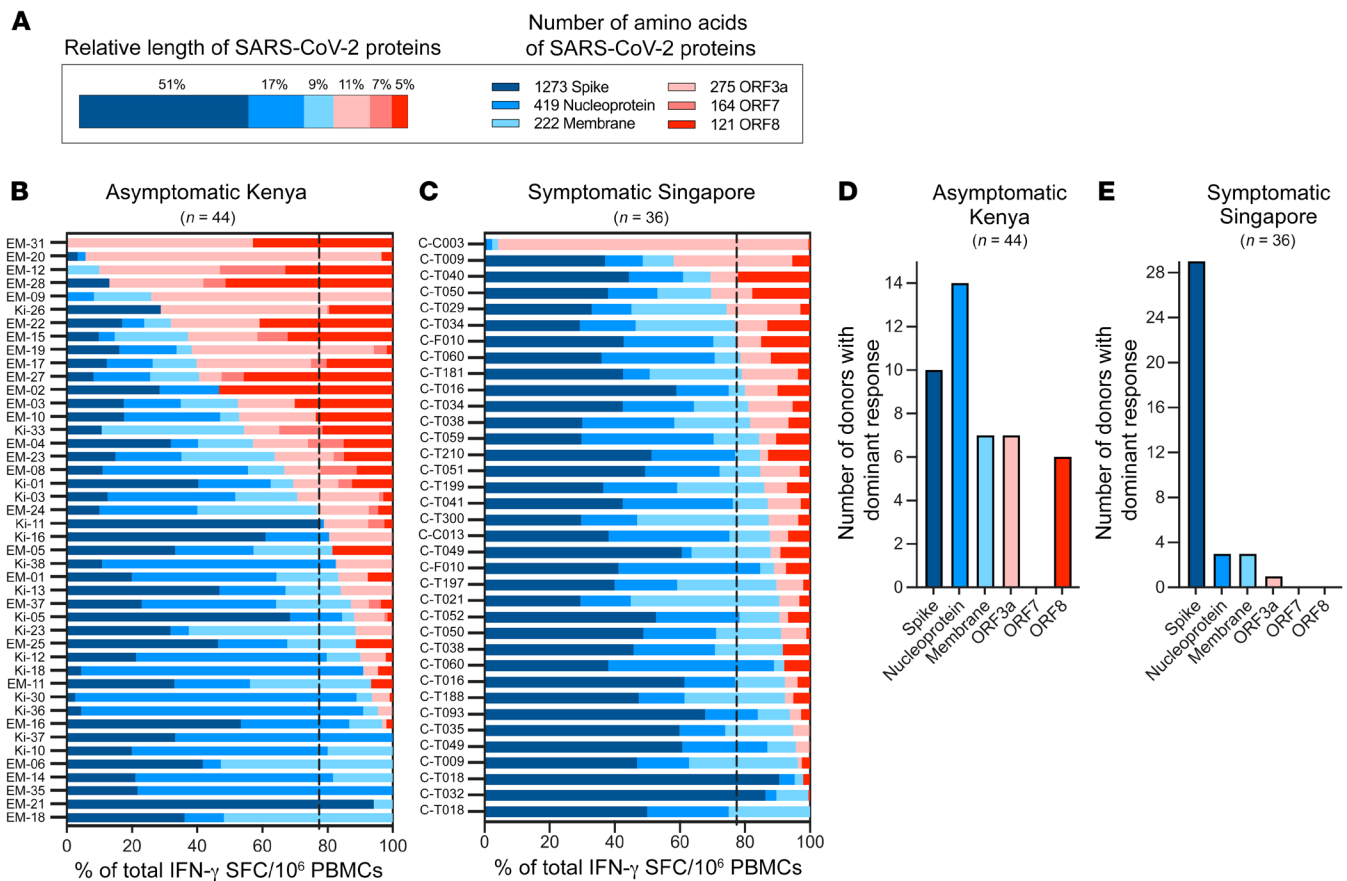 A
Relative length of SARS-CoV-2 proteins
51% 17% 9% 11% 7% 5%
Number of amino acids
of SARS-CoV-2 proteins
1273 Spike
419 Nucleoprotein
222 Membrane
275 ORF3a
164 ORF7
121 ORF8
B
Asymptomatic Kenya
(n = 44)
EM-31
EM-20
EM-12
EM-28
EM-09
Ki-26
EM-22
EM-15
EM-19
EM-17
EM-27
EM-02
EM-03
EM-10
Ki-33
EM-04
EM-23
EM-08
Ki-01
Ki-03
EM-24
Ki-11
Ki-16
EM-05
Ki-38
EM-01
Ki-13
EM-37
Ki-05
Ki-23
EM-25
Ki-12
Ki-18
EM-11
Ki-30
Ki-36
EM-16
Ki-37
Ki-10
EM-06
EM-14
EM-35
EM-21
EM-18
0 20 40 60 80 100
% of total IFN-γ SFC/10⁶ PBMCs
C
Symptomatic Singapore
(n = 36)
C-C003
C-T009
C-T040
C-T050
C-T029
C-T034
C-F010
C-T060
C-T181
C-T016
C-T034
C-T038
C-T059
C-T210
C-T051
C-T199
C-T041
C-T300
C-C013
C-T049
C-F010
C-T197
C-T021
C-T052
C-T050
C-T038
C-T060
C-T016
C-T188
C-T093
C-T035
C-T049
C-T009
C-T018
C-T032
C-T018
0 20 40 60 80 100
% of total IFN-γ SFC/10⁶ PBMCs
D
Asymptomatic
Kenya
(n = 44)
Number of donors with
dominant response
14
12
10
8
6
4
2
0
Spike
Nucleoprotein
Membrane
ORF3a
ORF7
ORF8
E
Symptomatic
Singapore
(n = 36)
Number of donors with
dominant response
28
24
20
16
12
8
4
0
Spike
Nucleoprotein
Membrane
ORF3a
ORF7
ORF8